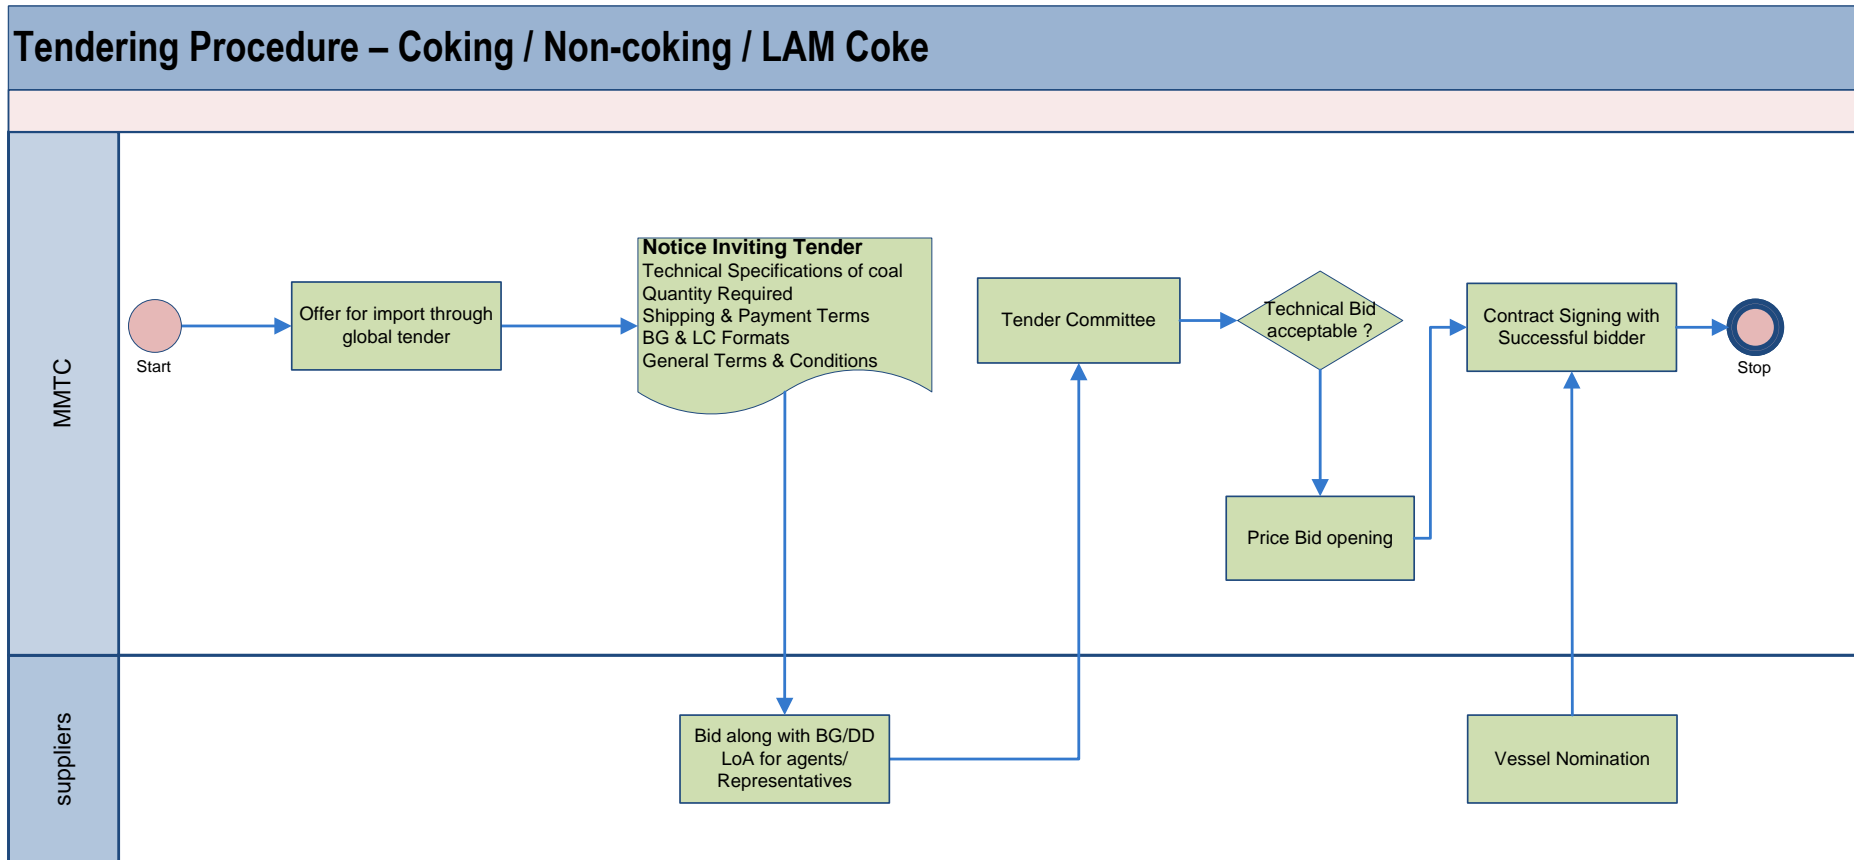 Tendering Procedure – Coking / Non-coking / LAM Coke
MMTC
Start
Offer for import through
global tender
Notice Inviting Tender
Technical Specifications of coal
Quantity Required
Shipping & Payment Terms
BG & LC Formats
General Terms & Conditions
Tender Committee
Technical Bid
acceptable ?
Price Bid opening
Contract Signing with
Successful bidder
Stop
suppliers
Bid along with BG/DD
LoA for agents/
Representatives
Vessel Nomination